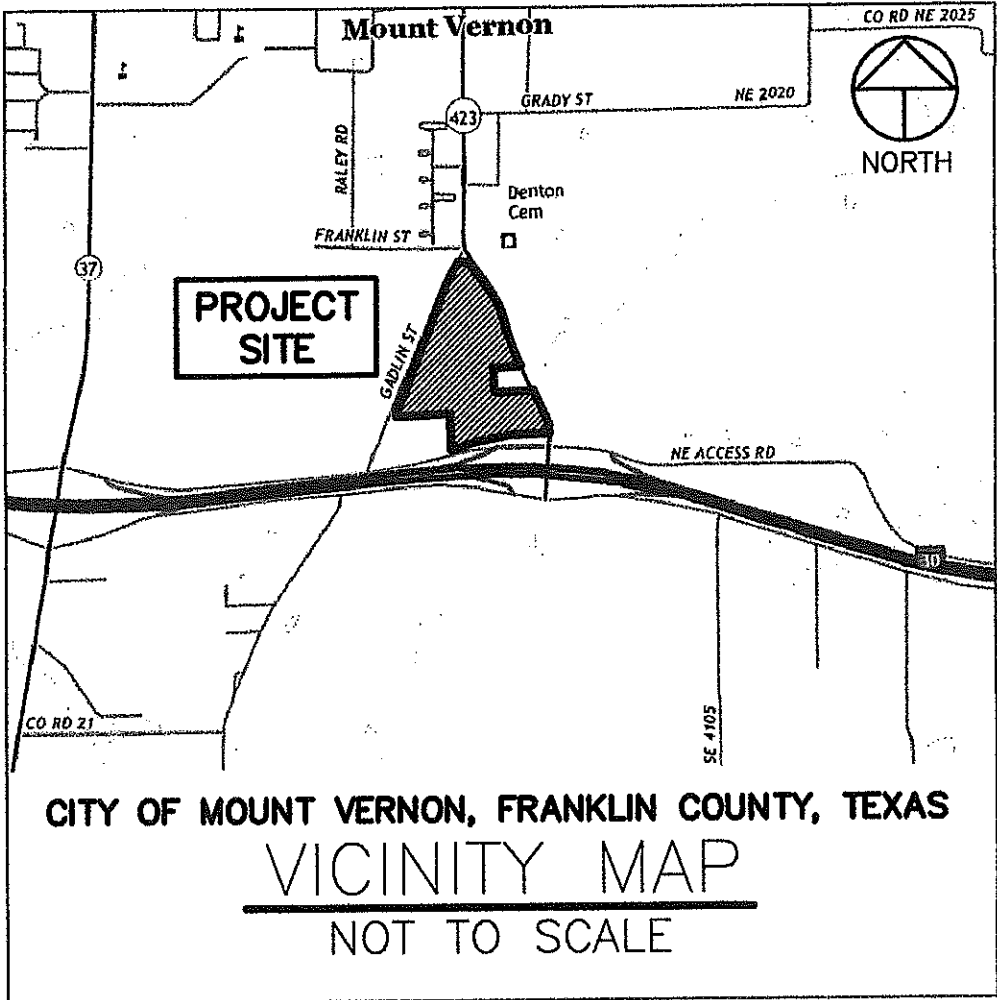 Mount Vernon
CO RD NE 2025
GRADY ST
NE 2020
423
RALEY RD
NORTH
Denton
Cem
FRANKLIN ST
37
PROJECT
SITE
GADLIN ST
NE ACCESS RD
30
SE 4105
CO RD 21
CITY OF MOUNT VERNON, FRANKLIN COUNTY, TEXAS
VICINITY MAP
NOT TO SCALE